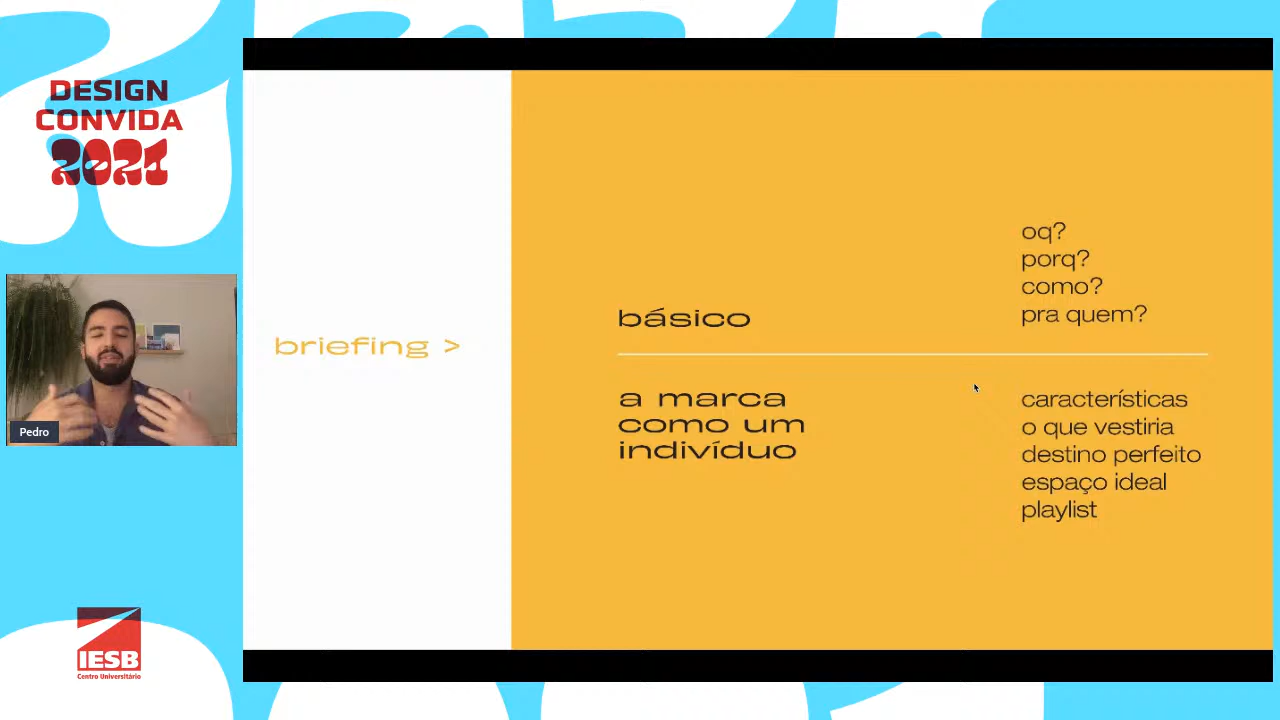 DESIGN
CONVIDA
2021
Pedro
IESB
Centro Universitário
briefing >
básico
oq?
porq?
como?
pra quem?
a marca
como um
indivíduo
características
o que vestiria
destino perfeito
espaço ideal
playlist